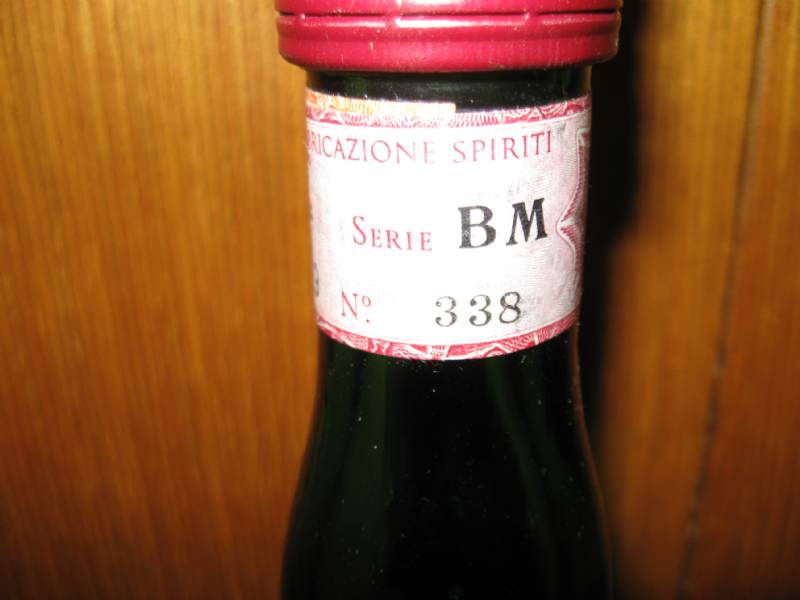 RICAZIONE SPIRITI
SERIE BM
Nº. 338